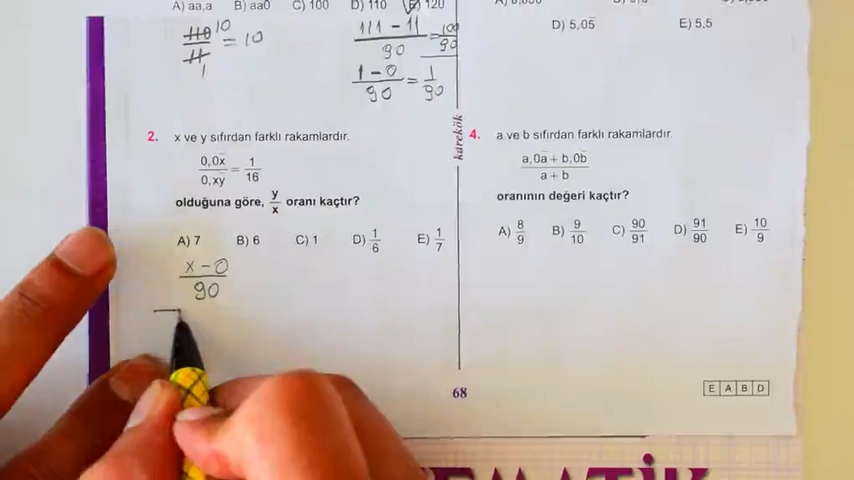 A) aa,a B) aa0 C) 100 D) 110 E) 120
110 10
11 1
= 10
111 - 11
90
= 100
90
1 - 0
90
= 1
90
2. x ve y sıfırdan farklı rakamlardır.
0,0x
0,xy
= 1
16
olduğuna göre, y
x
oranı kaçtır?
A) 7 B) 6 C) 1 D) 1/6 E) 1/7
x - 0
90
D) 5,05 E) 5,5
karekök
4. a ve b sıfırdan farklı rakamlardır.
a,0a + b,0b
a + b
oranının değeri kaçtır?
A) 8/9 B) 9/10 C) 90/91 D) 91/90 E) 10/9
68
E A B D